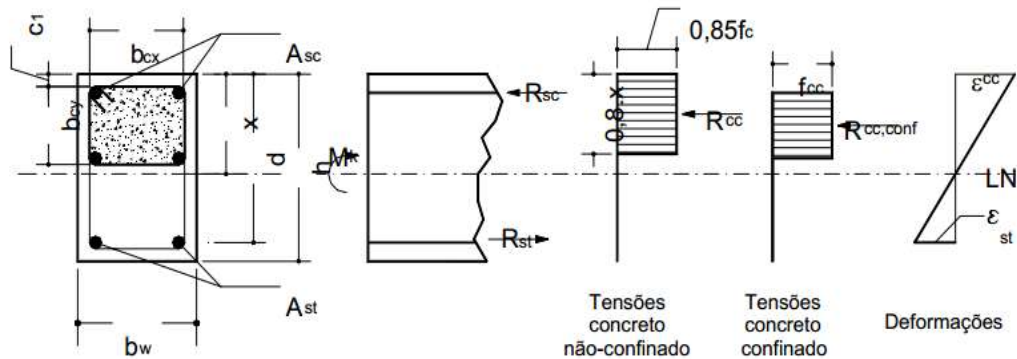 c1
bcx
Asc
bcy
x
d
h
M
bw
Ast
Rsc
Rst
0,85fc
0,8.x
Rcc
fcc
Rcc,conf
εcc
LN
εst
Tensões
concreto
não-confinado
Tensões
concreto
confinado
Deformações